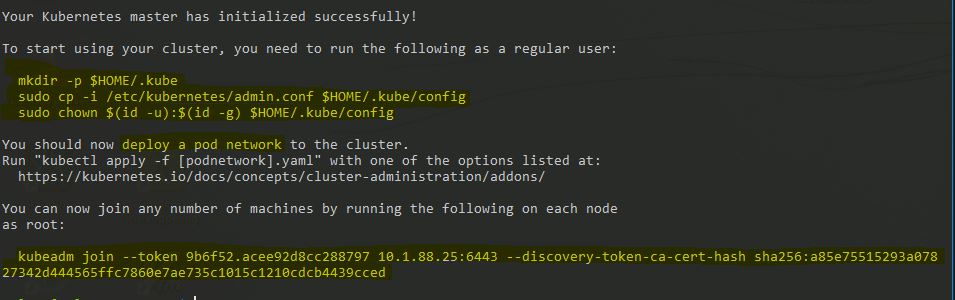 Your Kubernetes master has initialized successfully!
To start using your cluster, you need to run the following as a regular user:
mkdir -p $HOME/.kube
sudo cp -i /etc/kubernetes/admin.conf $HOME/.kube/config
sudo chown $(id -u):$(id -g) $HOME/.kube/config
You should now deploy a pod network to the cluster.
Run "kubectl apply -f [podnetwork].yaml" with one of the options listed at:
https://kubernetes.io/docs/concepts/cluster-administration/addons/
You can now join any number of machines by running the following on each node
as root:
kubeadm join --token 9b6f52.acee92d8cc288797 10.1.88.25:6443 --discovery-token-ca-cert-hash sha256:a85e75515293a078
27342d444565ffc7860e7ae735c1015c1210cdcb4439cced